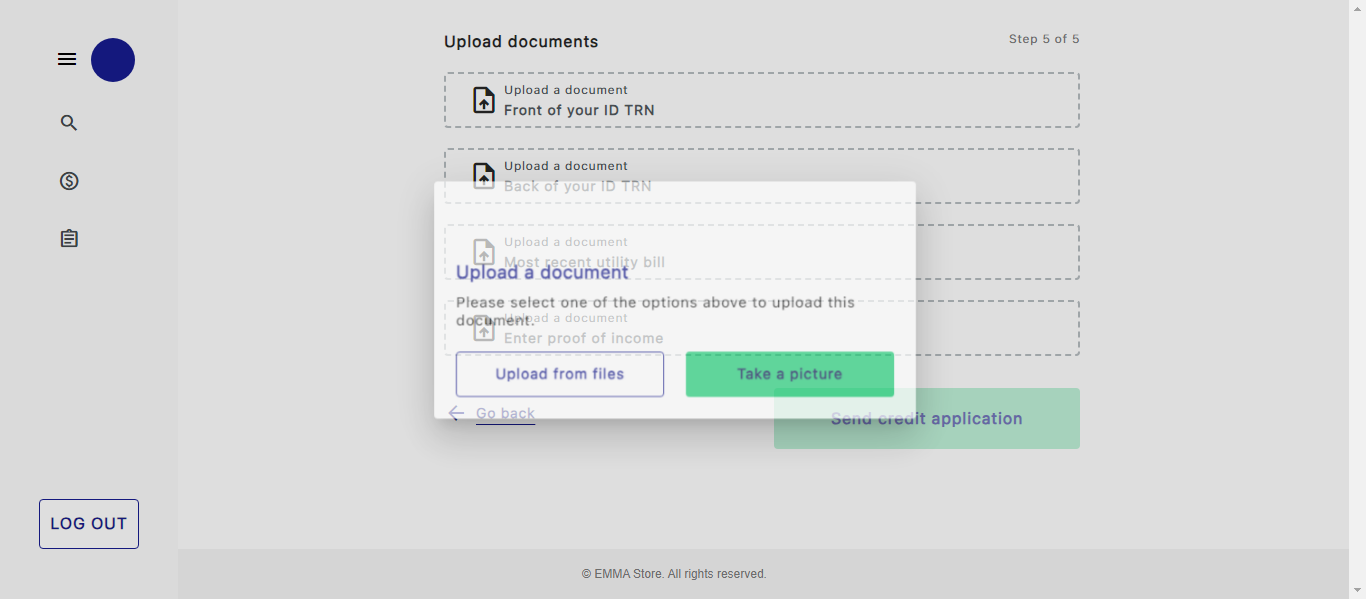 Upload documents
Step 5 of 5
Upload a document
Front of your ID TRN
Upload a document
Back of your ID TRN
Upload a document
Most recent utility bill
Upload a document
Please select one of the options above to upload this
document.
Upload a document
Enter proof of income
Upload from files
Take a picture
Go back
Send credit application
LOG OUT
© EMMA Store. All rights reserved.